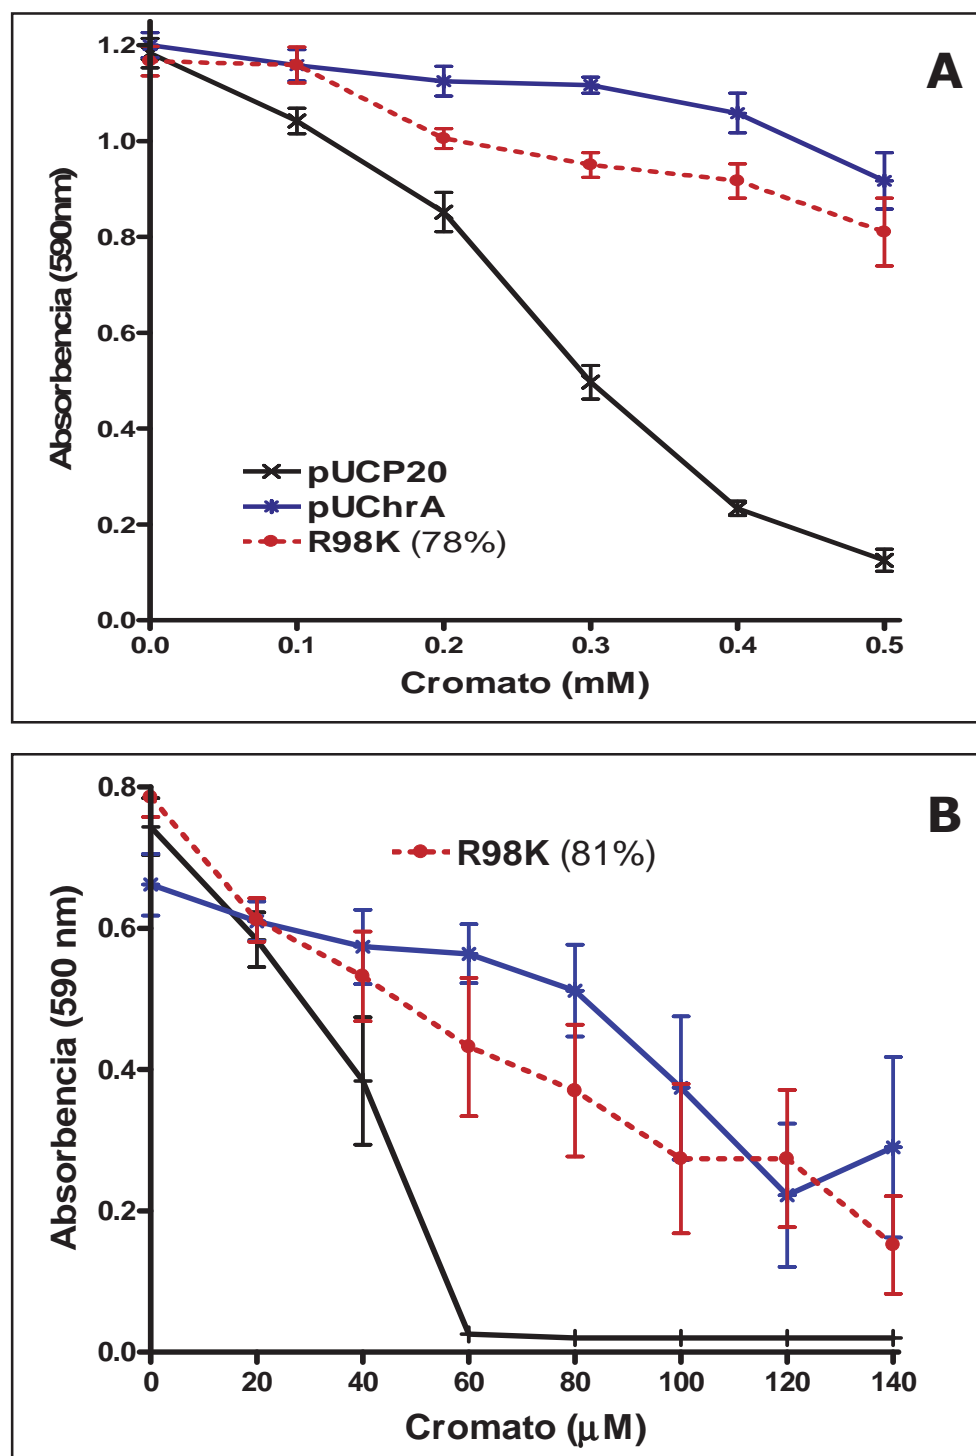 A
1.2
1.0
0.8
0.6
0.4
0.2
0.0
Absorbencia (590nm)
pUCP20
pUChrA
R98K (78%)
0.0 0.1 0.2 0.3 0.4 0.5
Cromato (mM)
B
0.8
0.6
0.4
0.2
0.0
Absorbencia (590 nm)
R98K (81%)
0 20 40 60 80 100 120 140
Cromato (μM)